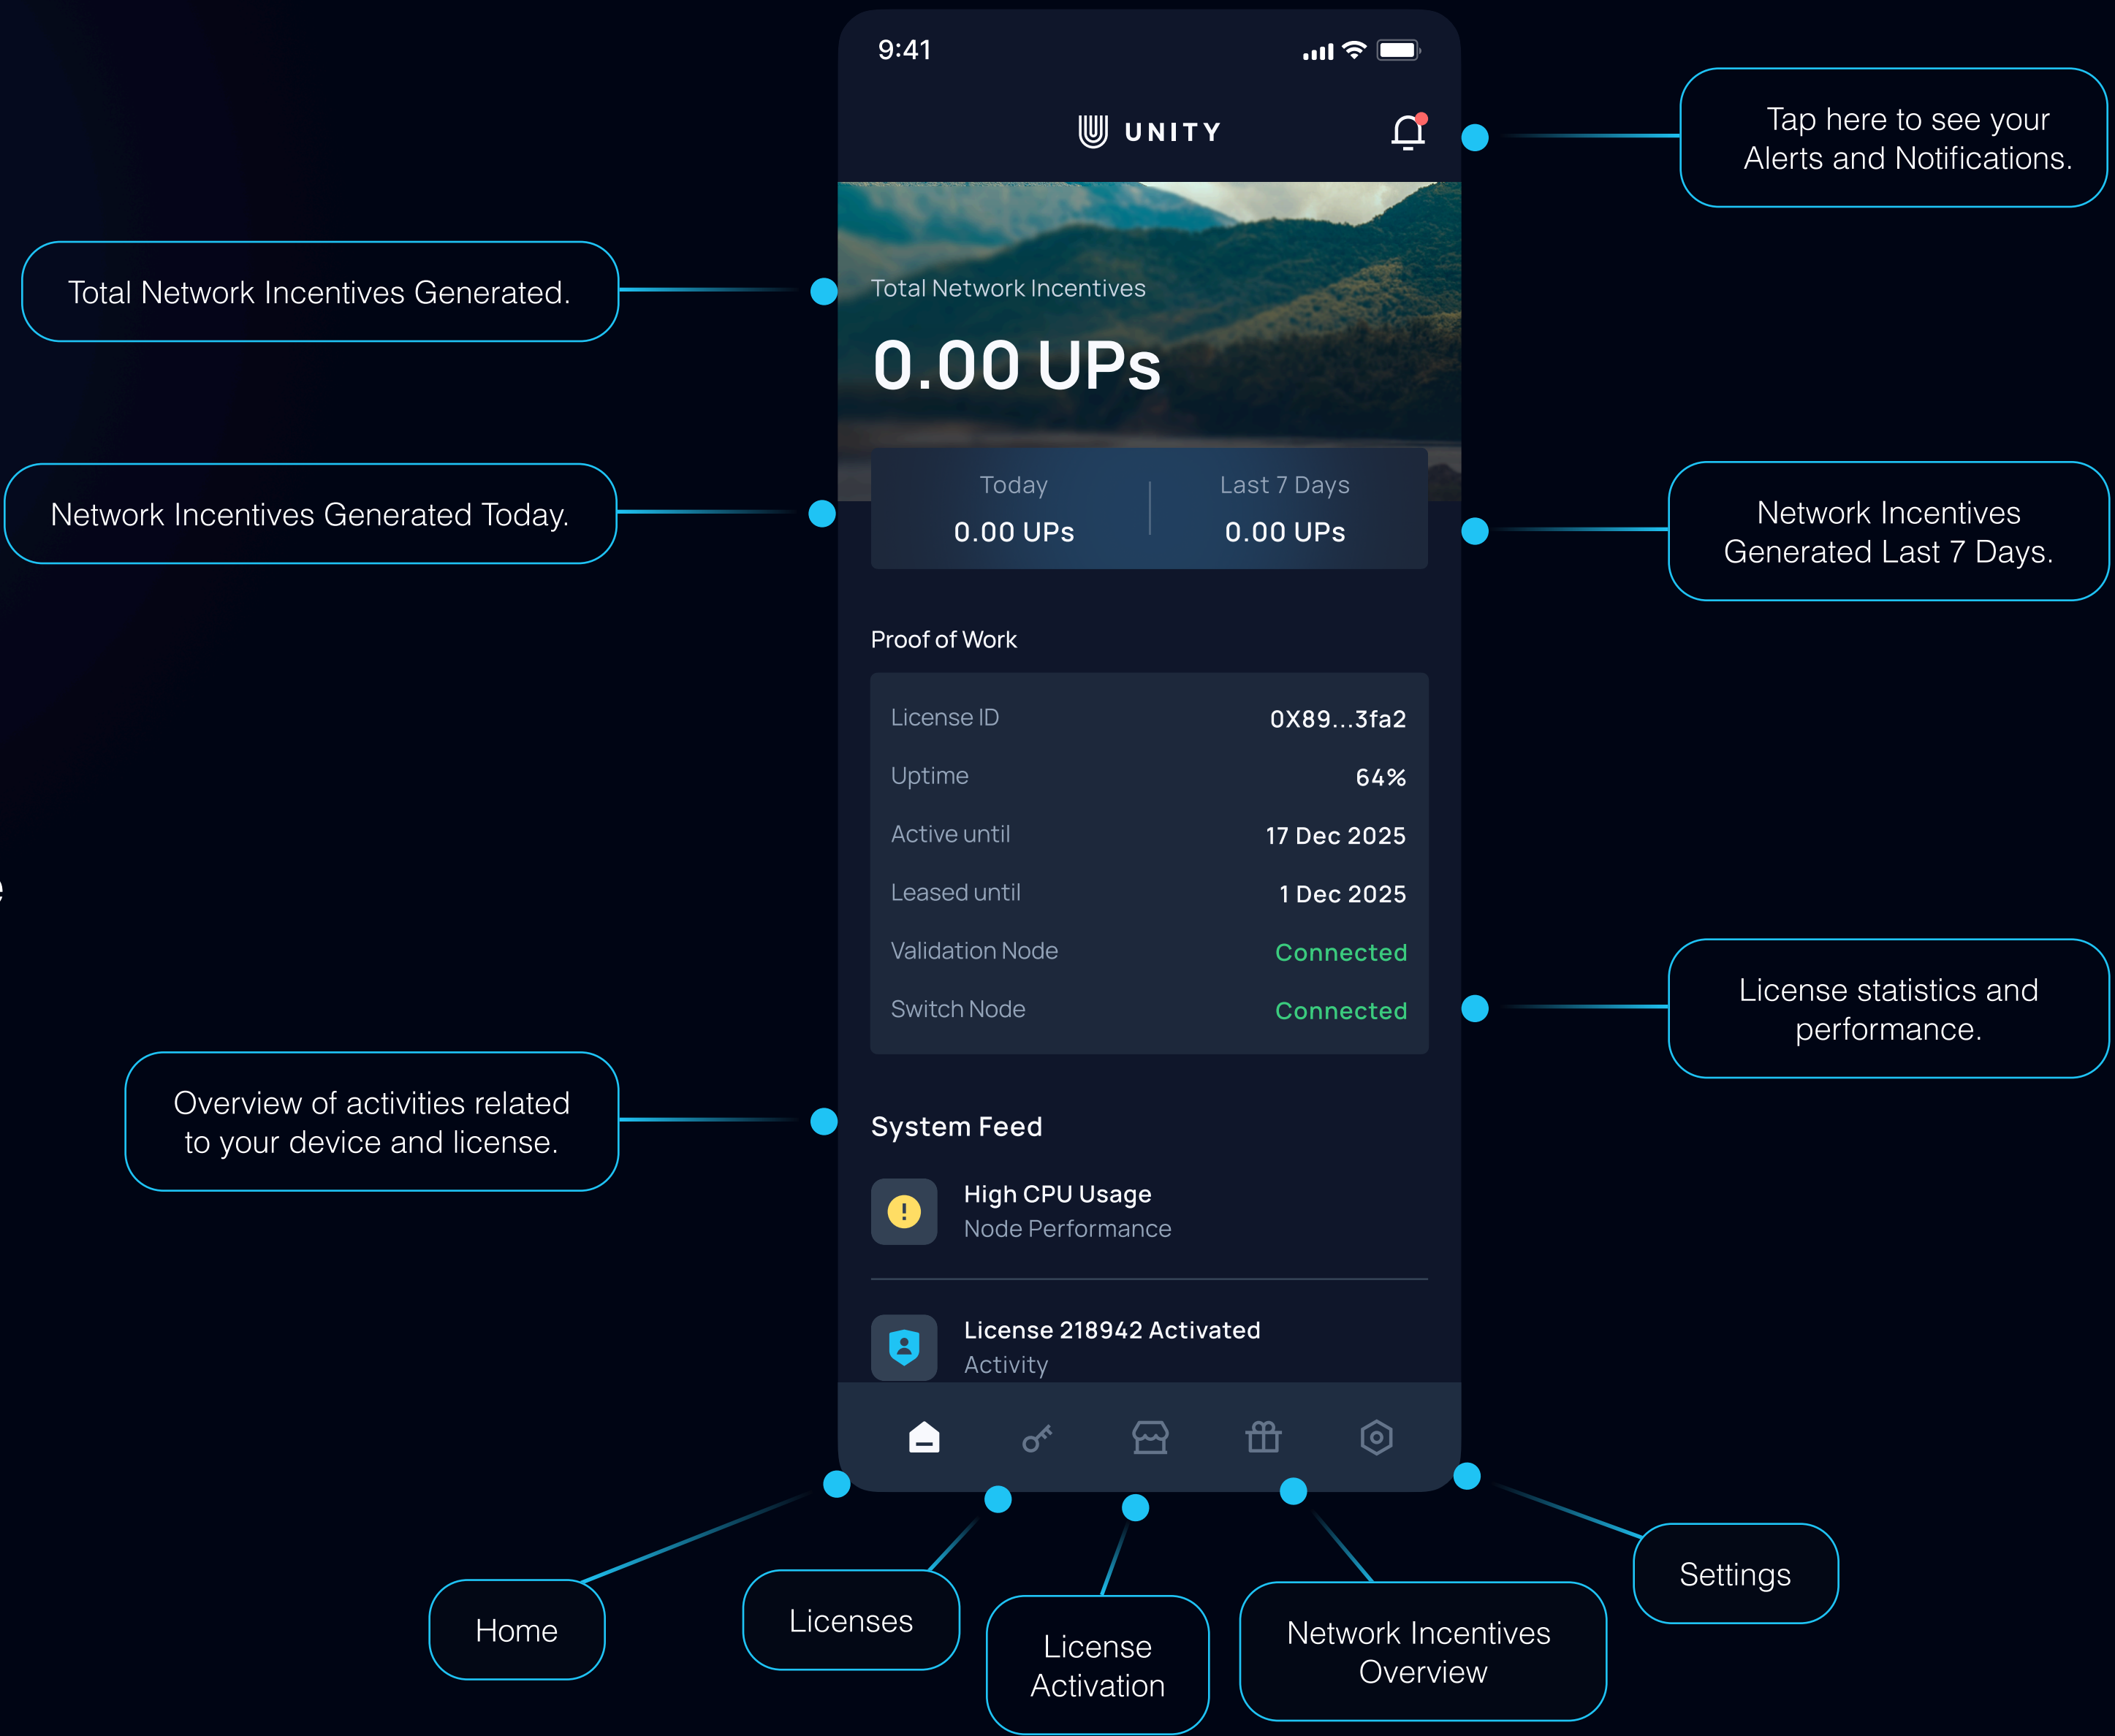 9:41
UNITY
Tap here to see your
Alerts and Notifications.
Total Network Incentives Generated.
Total Network Incentives
0.00 UPs
Network Incentives Generated Today.
Today
0.00 UPs
Last 7 Days
0.00 UPs
Network Incentives
Generated Last 7 Days.
Proof of Work
License ID 0X89...3fa2
Uptime 64%
Active until 17 Dec 2025
Leased until 1 Dec 2025
Validation Node Connected
Switch Node Connected
License statistics and
performance.
Overview of activities related
to your device and license.
System Feed
High CPU Usage
Node Performance
License 218942 Activated
Activity
Home
Licenses
License
Activation
Network Incentives
Overview
Settings